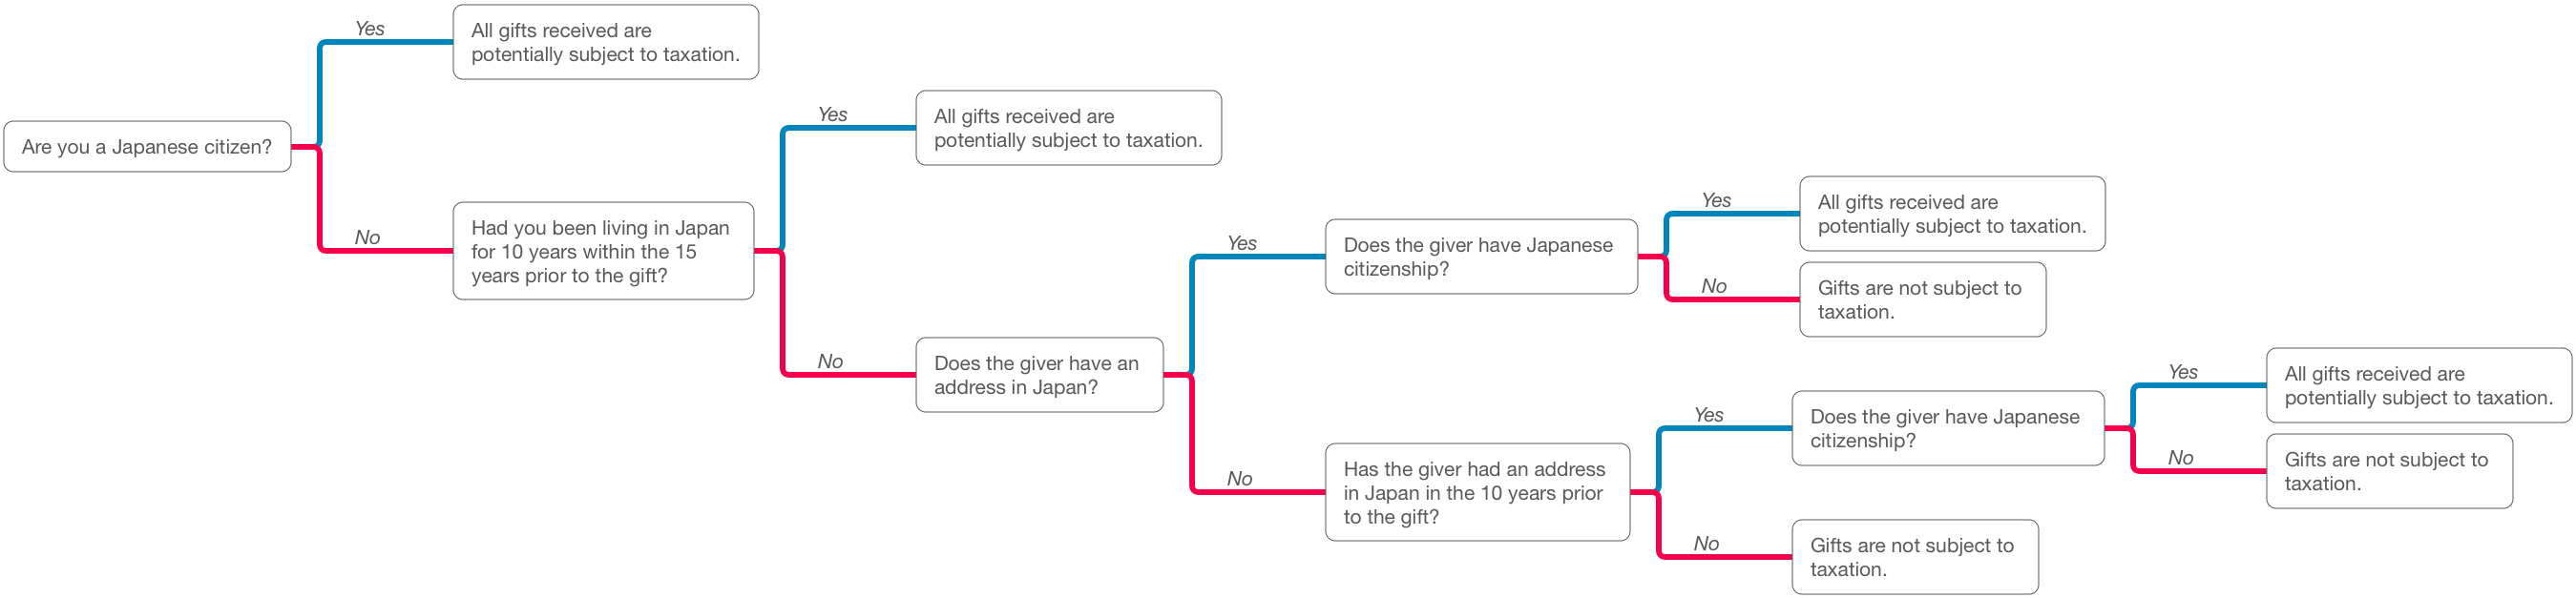 Are you a Japanese citizen?
Yes
All gifts received are
potentially subject to taxation.
No
Had you been living in Japan
for 10 years within the 15
years prior to the gift?
Yes
All gifts received are
potentially subject to taxation.
No
Does the giver have an
address in Japan?
Yes
Does the giver have Japanese
citizenship?
Yes
All gifts received are
potentially subject to taxation.
No
Gifts are not subject to
taxation.
No
Has the giver had an address
in Japan in the 10 years prior
to the gift?
Yes
Does the giver have Japanese
citizenship?
Yes
All gifts received are
potentially subject to taxation.
No
Gifts are not subject to
taxation.
No
Gifts are not subject to
taxation.